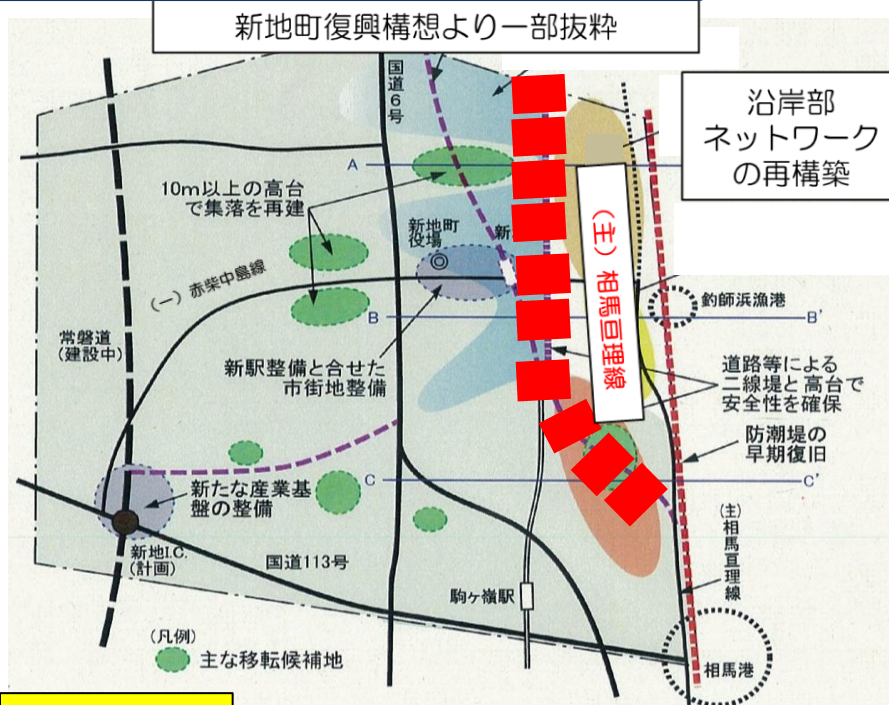 新地町復興構想より一部抜粋
沿岸部
ネットワーク
の再構築
国道6号
A
10m以上の高台
で集落を再建
新地町
役場
新
(主)相馬亘理線
(一)赤柴中島線
釣師浜漁港
B
B'
常磐道
(建設中)
新駅整備と合せた
市街地整備
道路等による
二線堤と高台で
安全性を確保
防潮堤の
早期復旧
C
C'
新たな産業基
盤の整備
新地I.C.
(計画)
国道113号
(主)相馬亘理線
駒ヶ嶺駅
相馬港
(凡例)
主な移転候補地